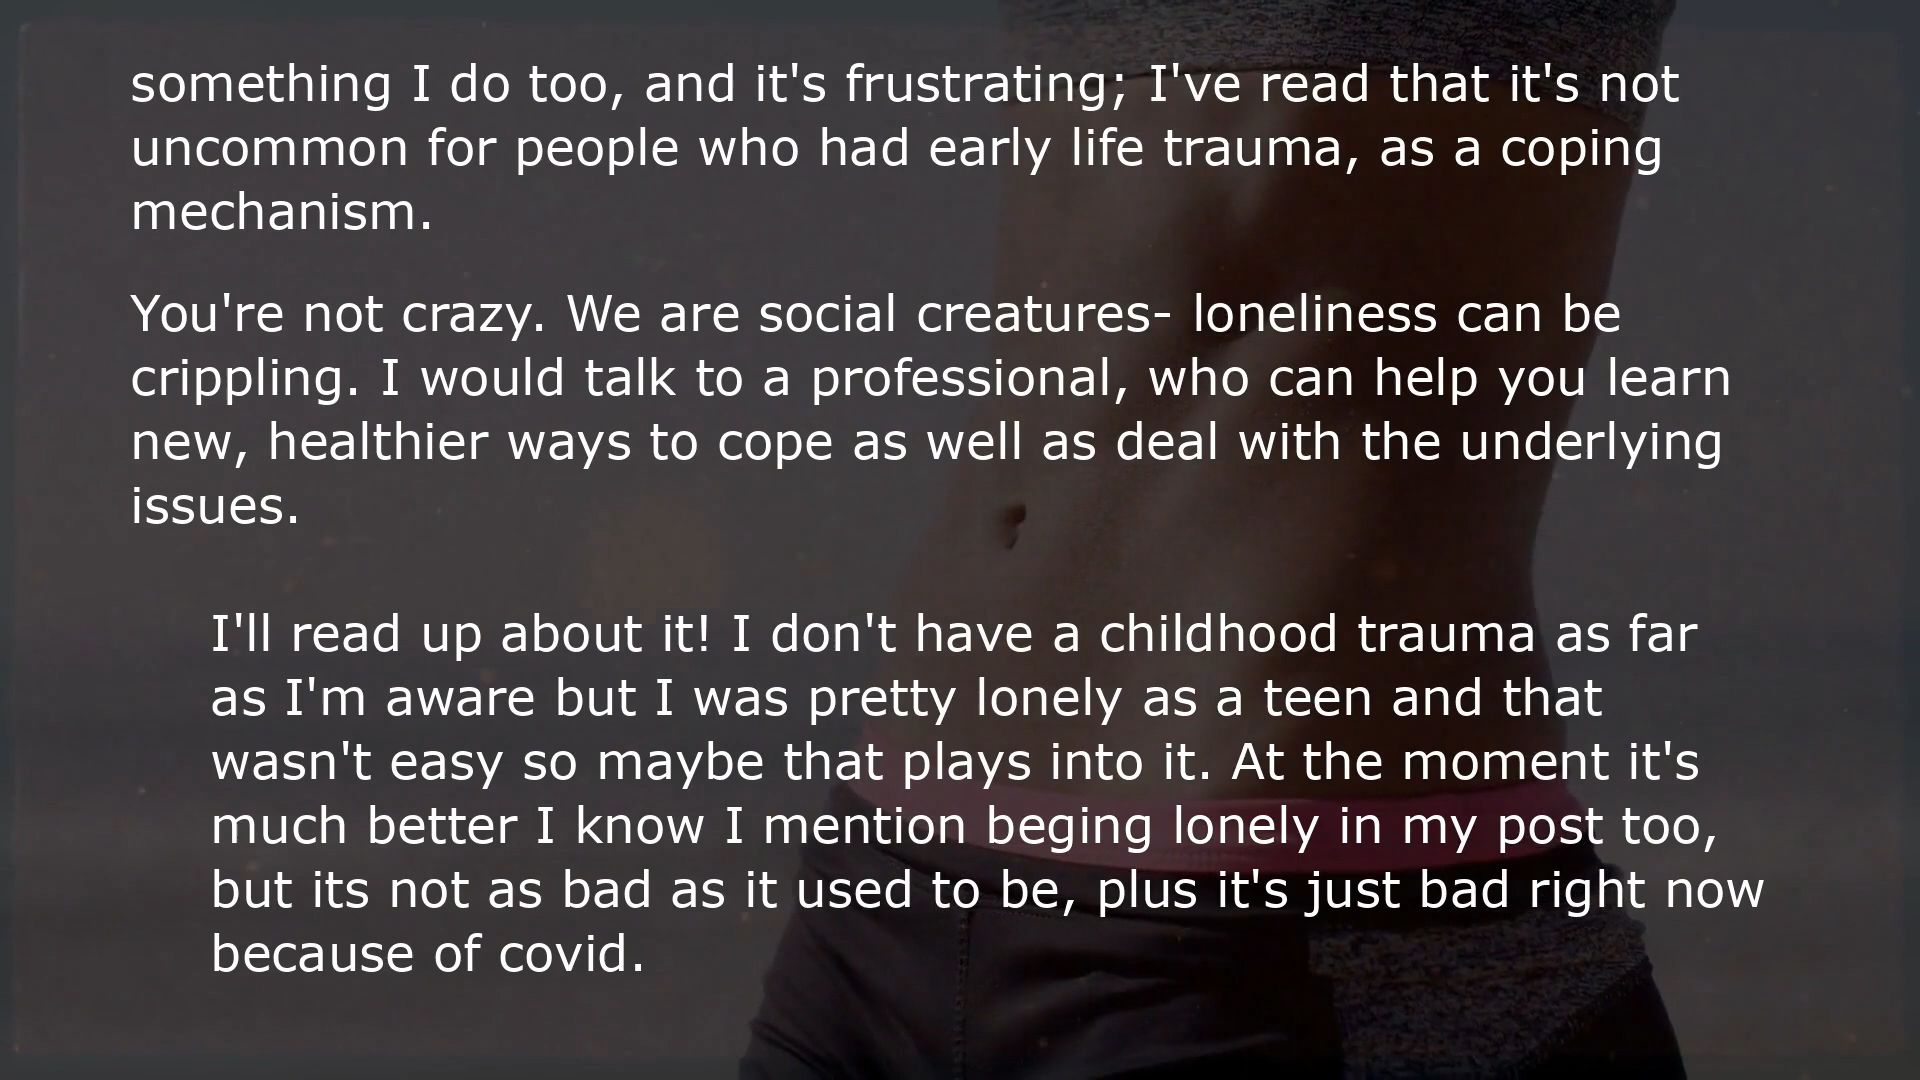 something I do too, and it's frustrating; I've read that it's not
uncommon for people who had early life trauma, as a coping
mechanism.
You're not crazy. We are social creatures- loneliness can be
crippling. I would talk to a professional, who can help you learn
new, healthier ways to cope as well as deal with the underlying
issues.
I'll read up about it! I don't have a childhood trauma as far
as I'm aware but I was pretty lonely as a teen and that
wasn't easy so maybe that plays into it. At the moment it's
much better I know I mention beging lonely in my post too,
but its not as bad as it used to be, plus it's just bad right now
because of covid.